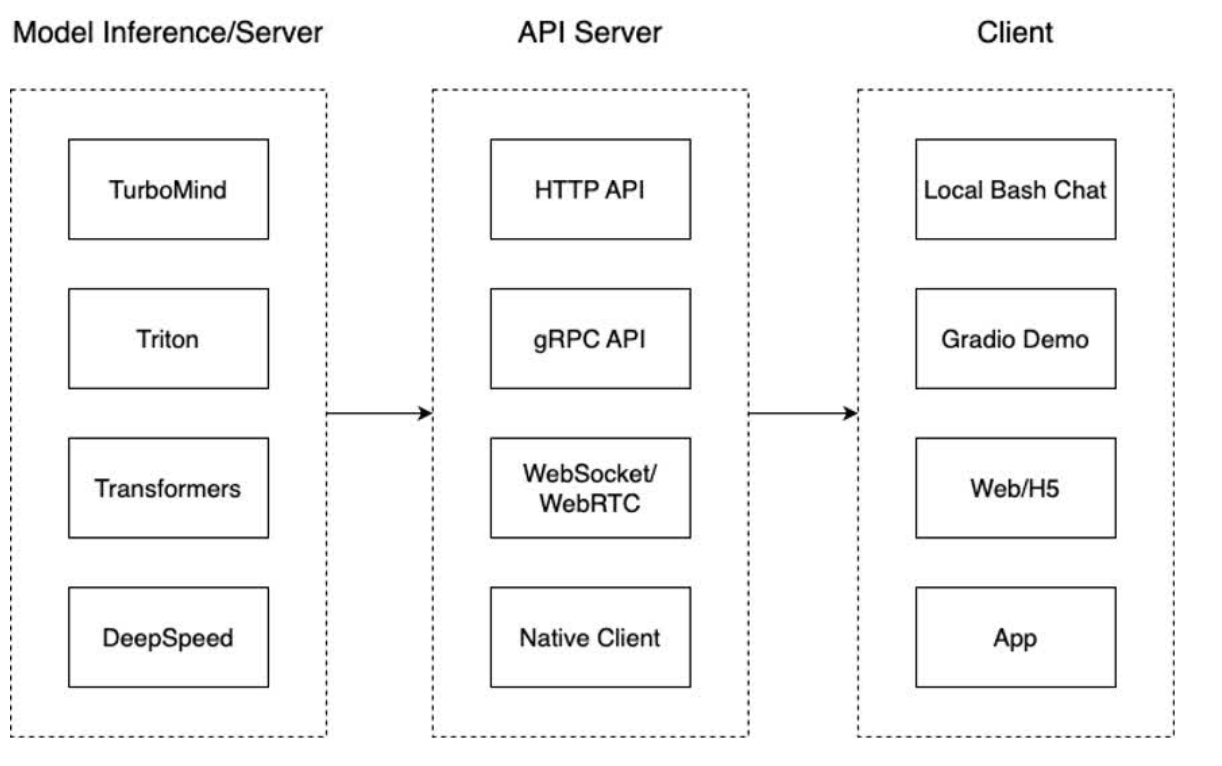 Model Inference/Server
API Server
Client
TurboMind
Triton
Transformers
DeepSpeed
HTTP API
gRPC API
WebSocket/
WebRTC
Native Client
Local Bash Chat
Gradio Demo
Web/H5
App